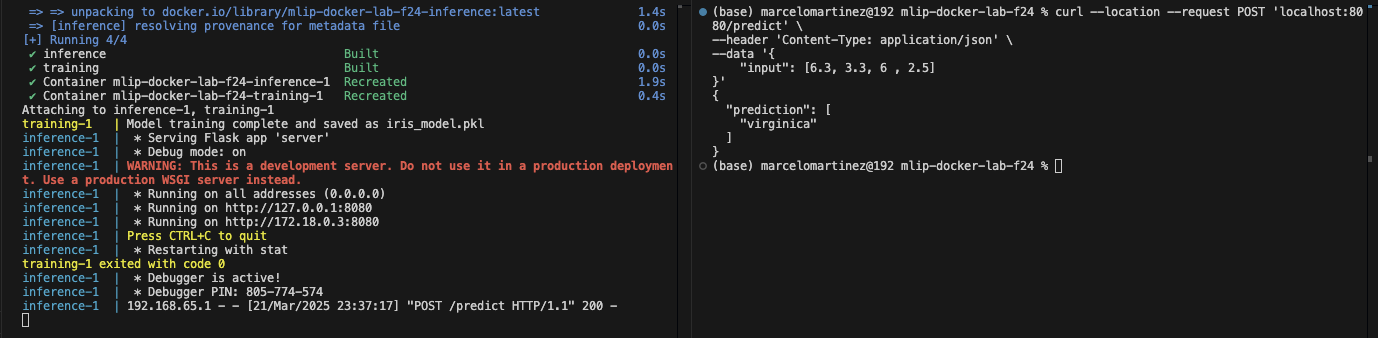 => => unpacking to docker.io/library/mlip-docker-lab-f24-inference:latest 1.4s
=> [inference] resolving provenance for metadata file 0.0s
[+] Running 4/4
✔ inference Built 0.0s
✔ training Built 0.0s
✔ Container mlip-docker-lab-f24-inference-1 Recreated 1.9s
✔ Container mlip-docker-lab-f24-training-1 Recreated 0.4s
Attaching to inference-1, training-1
training-1 | Model training complete and saved as iris_model.pkl
inference-1 | * Serving Flask app 'server'
inference-1 | * Debug mode: on
inference-1 | WARNING: This is a development server. Do not use it in a production deploymen
t. Use a production WSGI server instead.
inference-1 | * Running on all addresses (0.0.0.0)
inference-1 | * Running on http://127.0.0.1:8080
inference-1 | * Running on http://172.18.0.3:8080
inference-1 | Press CTRL+C to quit
inference-1 | * Restarting with stat
training-1 exited with code 0
inference-1 | * Debugger is active!
inference-1 | * Debugger PIN: 805-774-574
inference-1 | 192.168.65.1 - - [21/Mar/2025 23:37:17] "POST /predict HTTP/1.1" 200 -
(base) marcelomartinez@192 mlip-docker-lab-f24 % curl --location --request POST 'localhost:80
80/predict' \
--header 'Content-Type: application/json' \
--data '{
"input": [6.3, 3.3, 6 , 2.5]
}'
{
"prediction": [
"virginica"
]
}
(base) marcelomartinez@192 mlip-docker-lab-f24 %